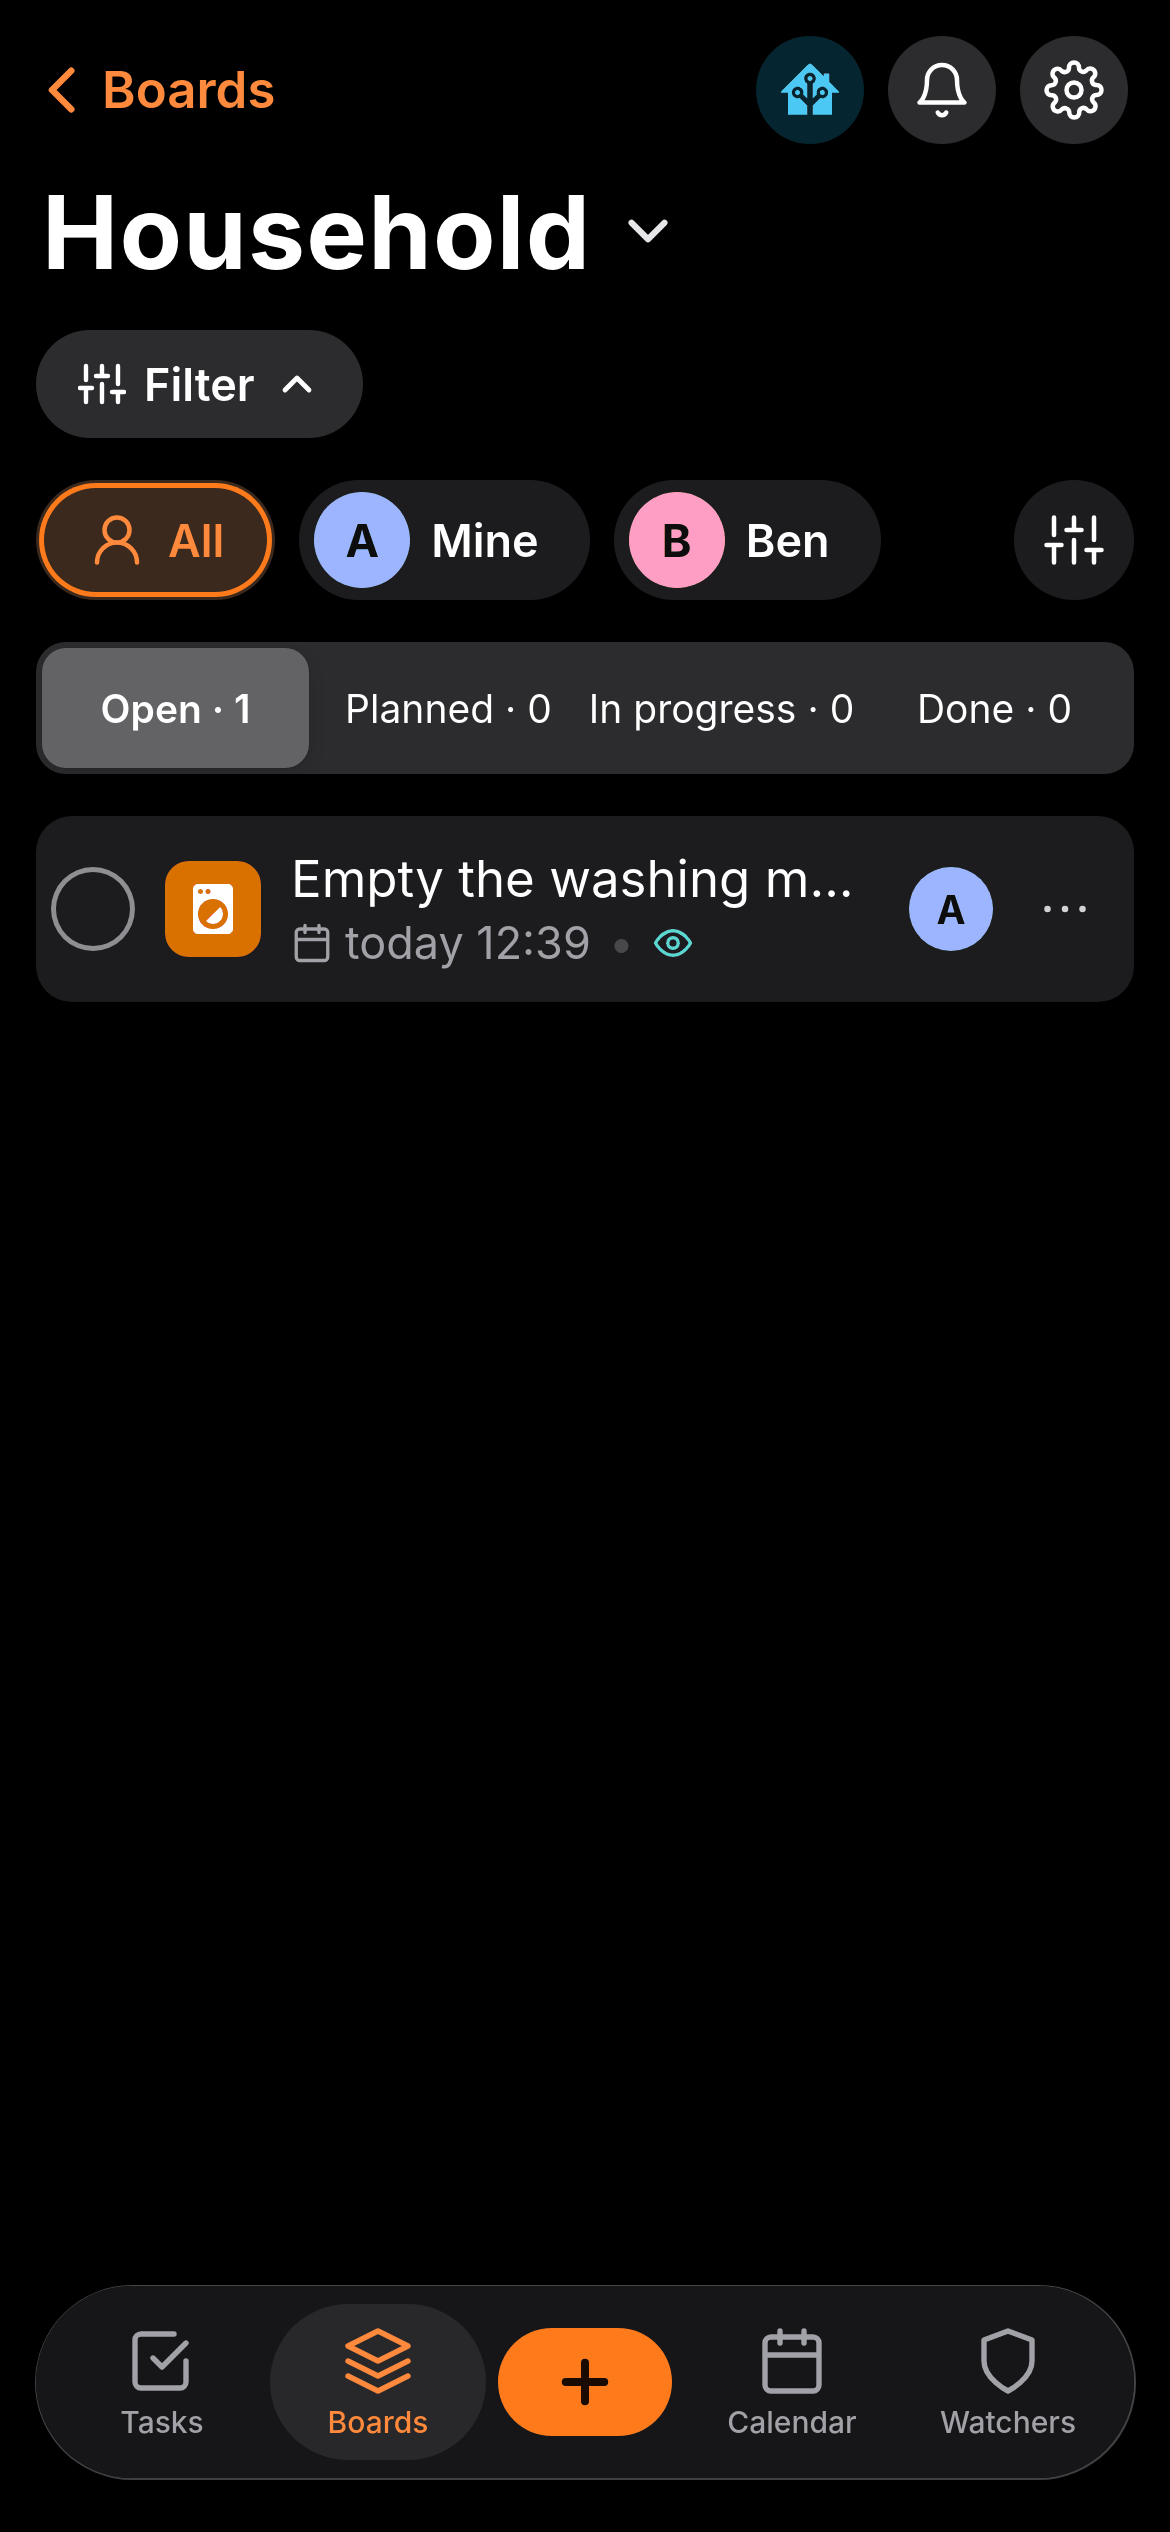 Boards
Household
Filter
All
A Mine
B Ben
Open · 1
Planned · 0
In progress · 0
Done · 0
Empty the washing m...
today 12:39
A
Tasks
Boards
Calendar
Watchers